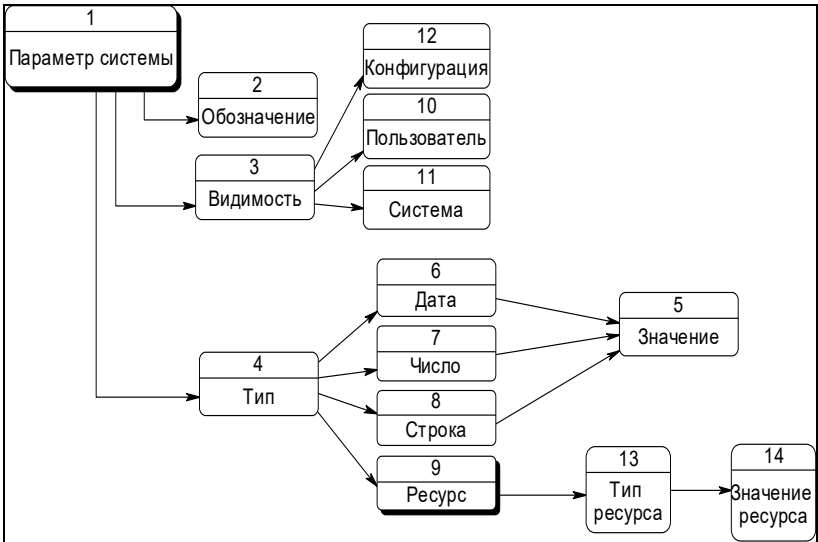 1
Параметр системы
12
Конфигурация
2
Обозначение
10
Пользователь
3
Видимость
11
Система
6
Дата
5
Значение
7
Число
4
Тип
8
Строка
9
Ресурс
13
Тип
ресурса
14
Значение
ресурса